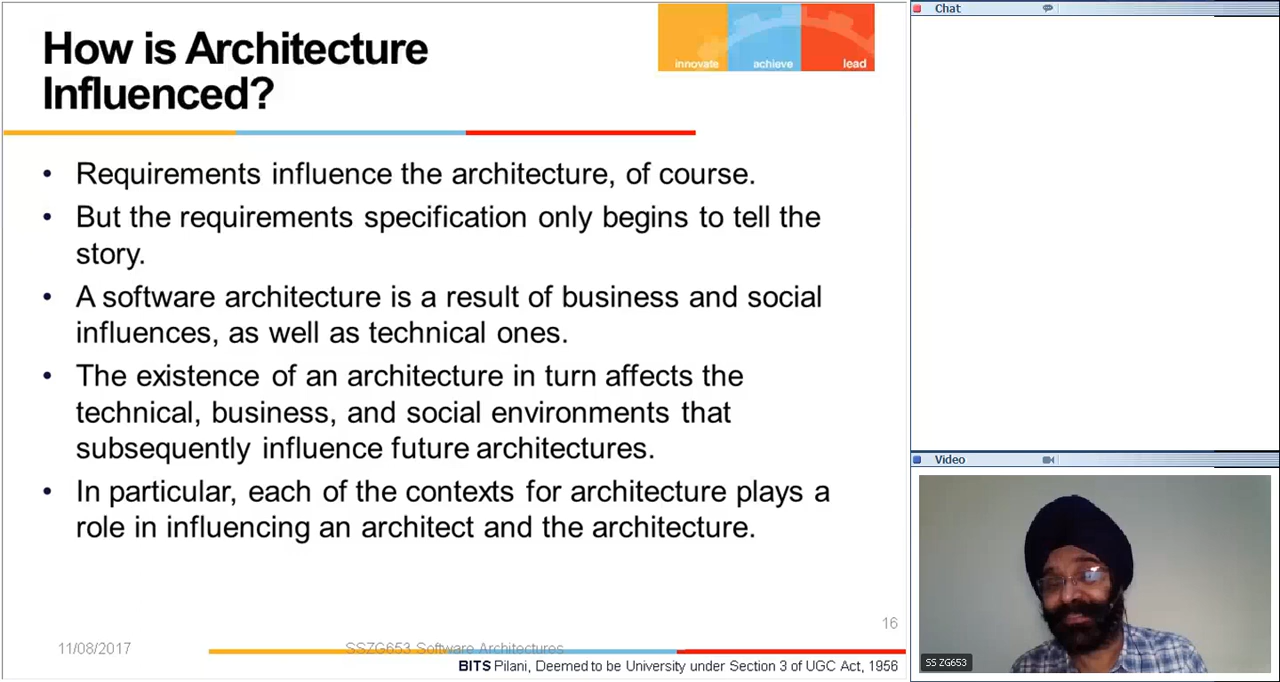 How is Architecture
Influenced?
innovate achieve lead
• Requirements influence the architecture, of course.
• But the requirements specification only begins to tell the
story.
• A software architecture is a result of business and social
influences, as well as technical ones.
• The existence of an architecture in turn affects the
technical, business, and social environments that
subsequently influence future architectures.
• In particular, each of the contexts for architecture plays a
role in influencing an architect and the architecture.
16
11/08/2017
SSZG653 Software Architectures
BITS Pilani, Deemed to be University under Section 3 of UGC Act, 1956
Chat
Video
SS ZG653